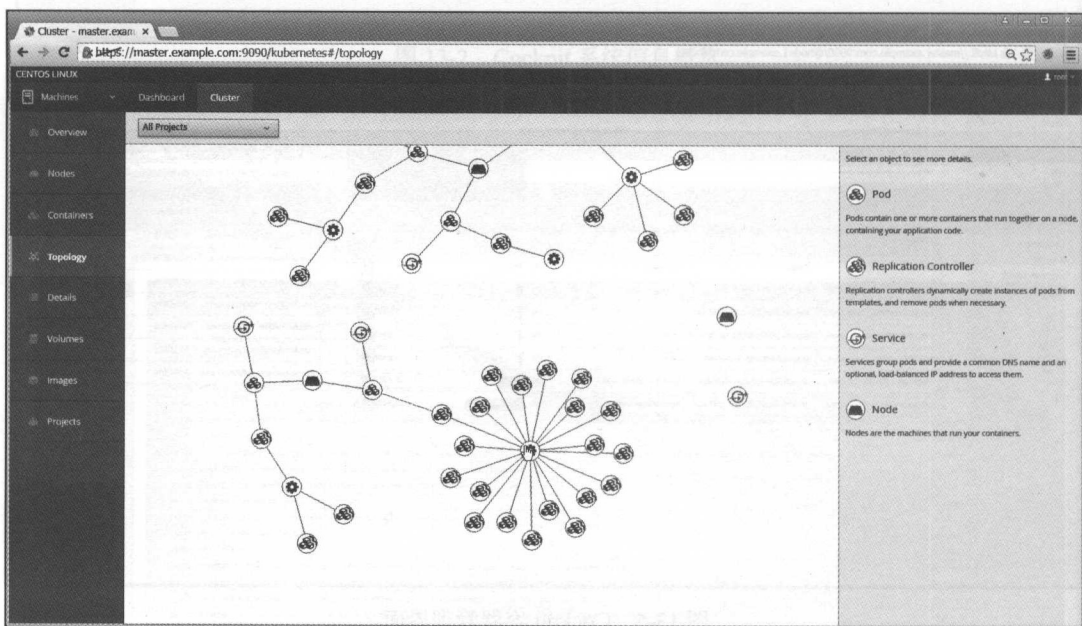 Cluster - master.exam
https://master.example.com:9090/kubernetes#/topology
CENTOS LINUX
root
Machines
Dashboard
Cluster
All Projects
Overview
Nodes
Containers
Topology
Details
Volumes
Images
Projects
Select an object to see more details.
Pod
Pods contain one or more containers that run together on a node,
containing your application code.
Replication Controller
Replication controllers dynamically create instances of pods from
templates, and remove pods when necessary.
Service
Services group pods and provide a common DNS name and an
optional, load-balanced IP address to access them.
Node
Nodes are the machines that run your containers.